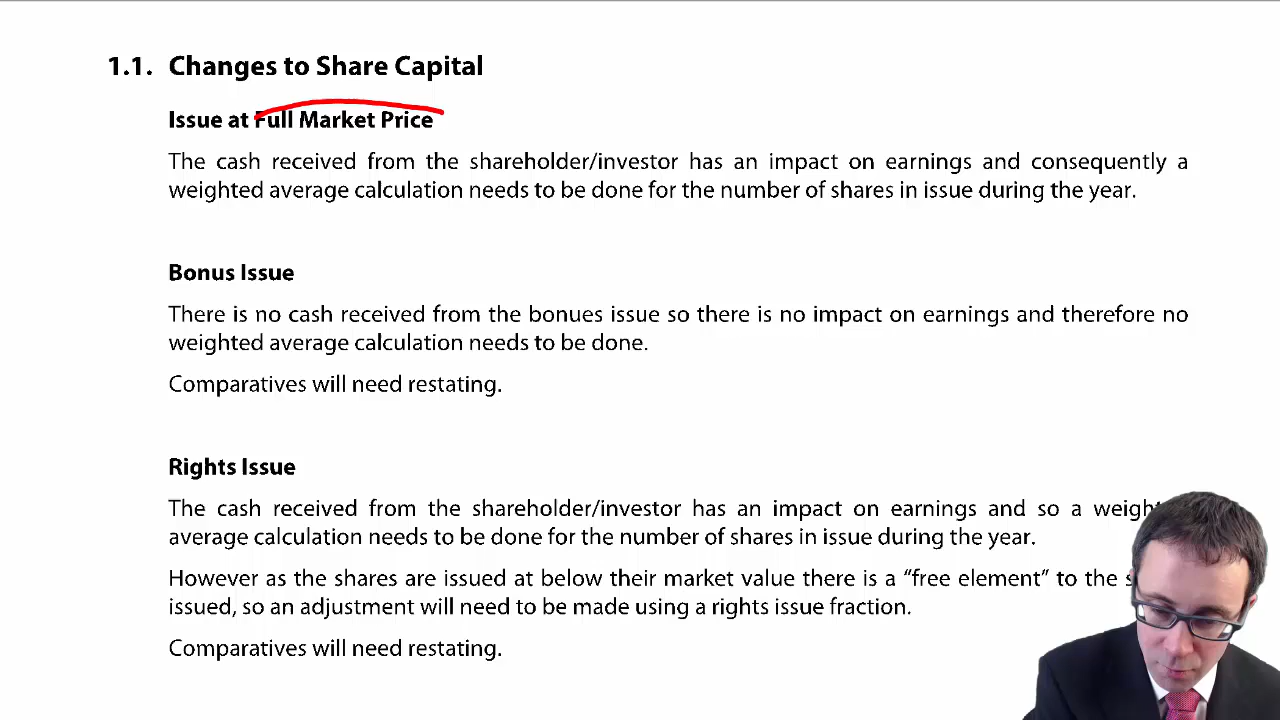 1.1. Changes to Share Capital
Issue at Full Market Price
The cash received from the shareholder/investor has an impact on earnings and consequently a
weighted average calculation needs to be done for the number of shares in issue during the year.
Bonus Issue
There is no cash received from the bonues issue so there is no impact on earnings and therefore no
weighted average calculation needs to be done.
Comparatives will need restating.
Rights Issue
The cash received from the shareholder/investor has an impact on earnings and so a
average calculation needs to be done for the number of shares in issue during the year.
However as the shares are issued at below their market value there is a “free element” to the
issued, so an adjustment will need to be made using a rights issue fraction.
Comparatives will need restating.